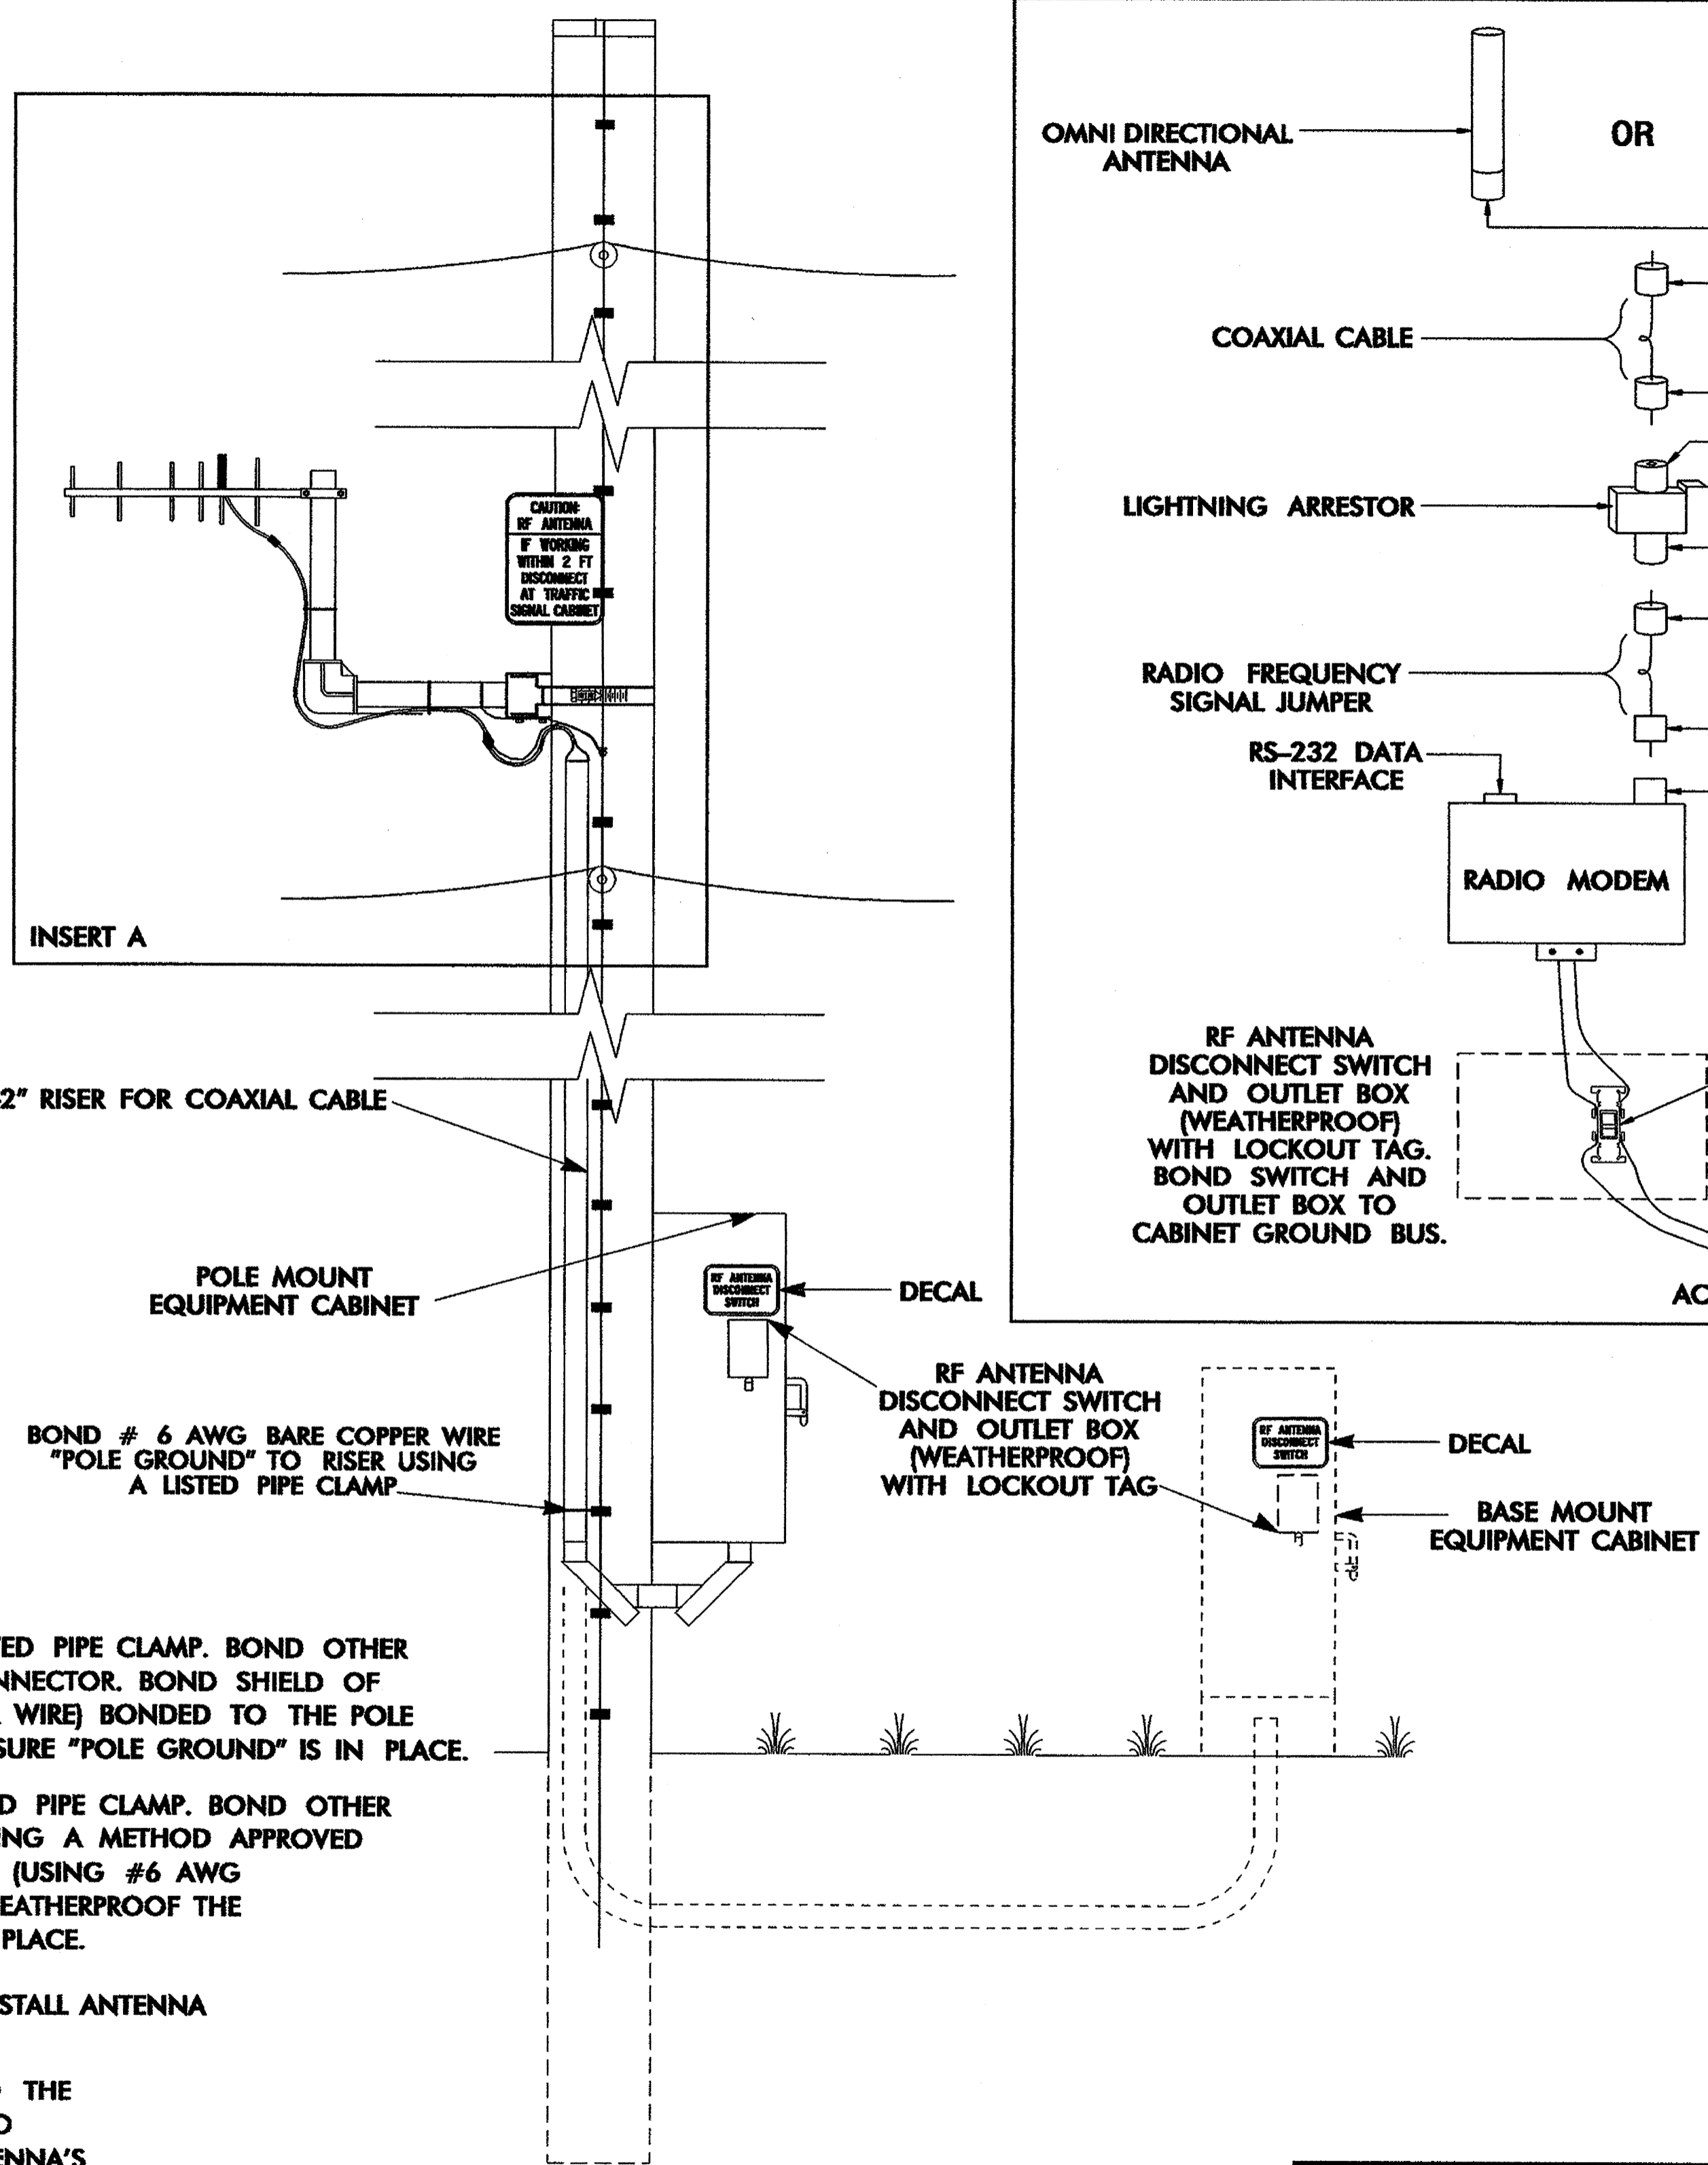 OMNI DIRECTIONAL
ANTENNA
OR
COAXIAL CABLE
LIGHTNING ARRESTOR
RADIO FREQUENCY
SIGNAL JUMPER
RS-232 DATA
INTERFACE
RADIO MODEM
RF ANTENNA
DISCONNECT SWITCH
AND OUTLET BOX
(WEATHERPROOF)
WITH LOCKOUT TAG.
BOND SWITCH AND
OUTLET BOX TO
CABINET GROUND BUS.
AC
CAUTION:
RF ANTENNA
IF WORKING
WITHIN 2 FT
DISCONNECT
AT TRAFFIC
SIGNAL CABINET
INSERT A
2" RISER FOR COAXIAL CABLE
POLE MOUNT
EQUIPMENT CABINET
RF ANTENNA
DISCONNECT
SWITCH
DECAL
RF ANTENNA
DISCONNECT SWITCH
AND OUTLET BOX
(WEATHERPROOF)
WITH LOCKOUT TAG
BOND # 6 AWG BARE COPPER WIRE
"POLE GROUND" TO RISER USING
A LISTED PIPE CLAMP
RF ANTENNA
DISCONNECT
SWITCH
DECAL
BASE MOUNT
EQUIPMENT CABINET
TED PIPE CLAMP. BOND OTHER
NNECTOR. BOND SHIELD OF
WIRE) BONDED TO THE POLE
SURE "POLE GROUND" IS IN PLACE.
D PIPE CLAMP. BOND OTHER
ING A METHOD APPROVED
(USING #6 AWG
EATHERPROOF THE
PLACE.
STALL ANTENNA
THE
O
ENNA'S